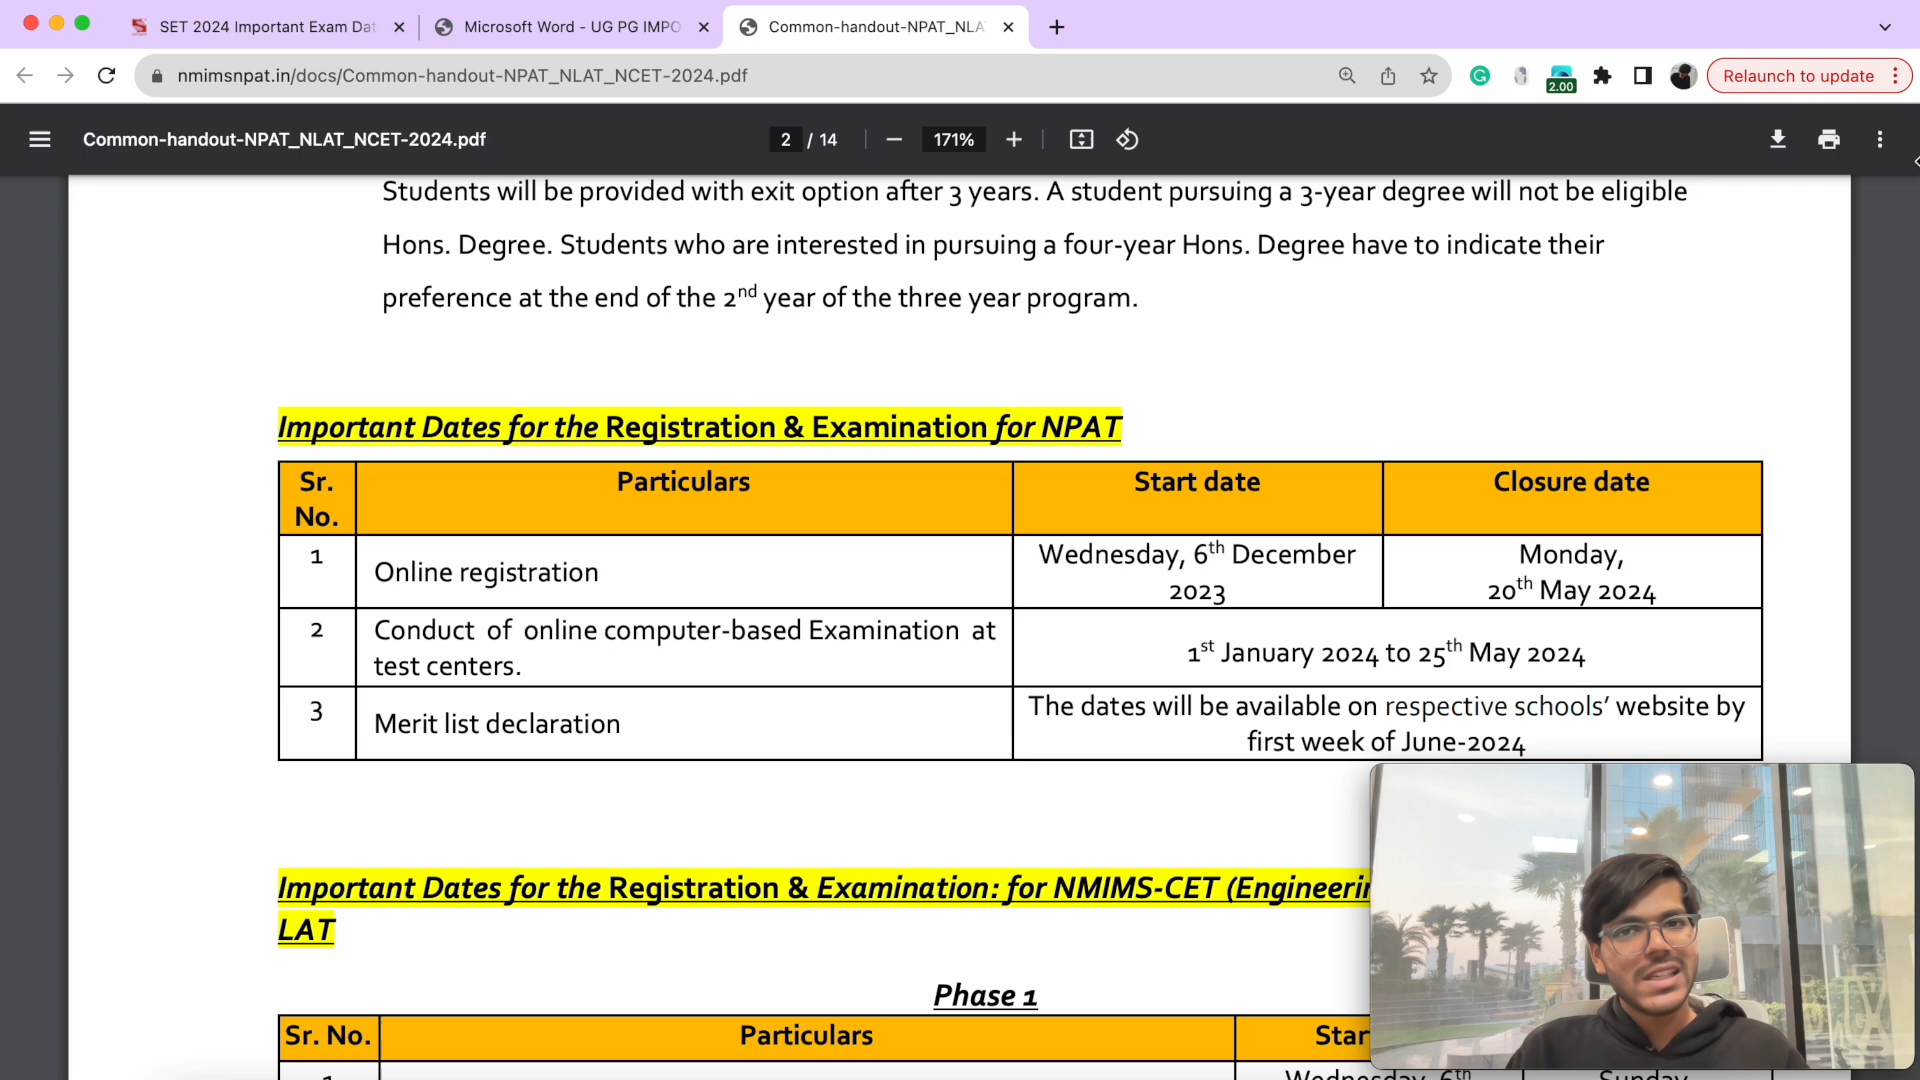 SET 2024 Important Exam Dat
Microsoft Word - UG PG IMPO
Common-handout-NPAT_NLA
nmimsnpat.in/docs/Common-handout-NPAT_NLAT_NCET-2024.pdf
2.00
Relaunch to update
Common-handout-NPAT_NLAT_NCET-2024.pdf
2 / 14
171%
Students will be provided with exit option after 3 years. A student pursuing a 3-year degree will not be eligible
Hons. Degree. Students who are interested in pursuing a four-year Hons. Degree have to indicate their
preference at the end of the 2nd year of the three year program.
Important Dates for the Registration & Examination for NPAT
Sr. No.
Particulars
Start date
Closure date
1
Online registration
Wednesday, 6th December
2023
Monday,
20th May 2024
2
Conduct of online computer-based Examination at
test centers.
1st January 2024 to 25th May 2024
3
Merit list declaration
The dates will be available on respective schools' website by
first week of June-2024
Important Dates for the Registration & Examination: for NMIMS-CET (Engineerin
LAT
Phase 1
Sr. No.
Particulars
Star
1
Wednesday, 6th
Sunday